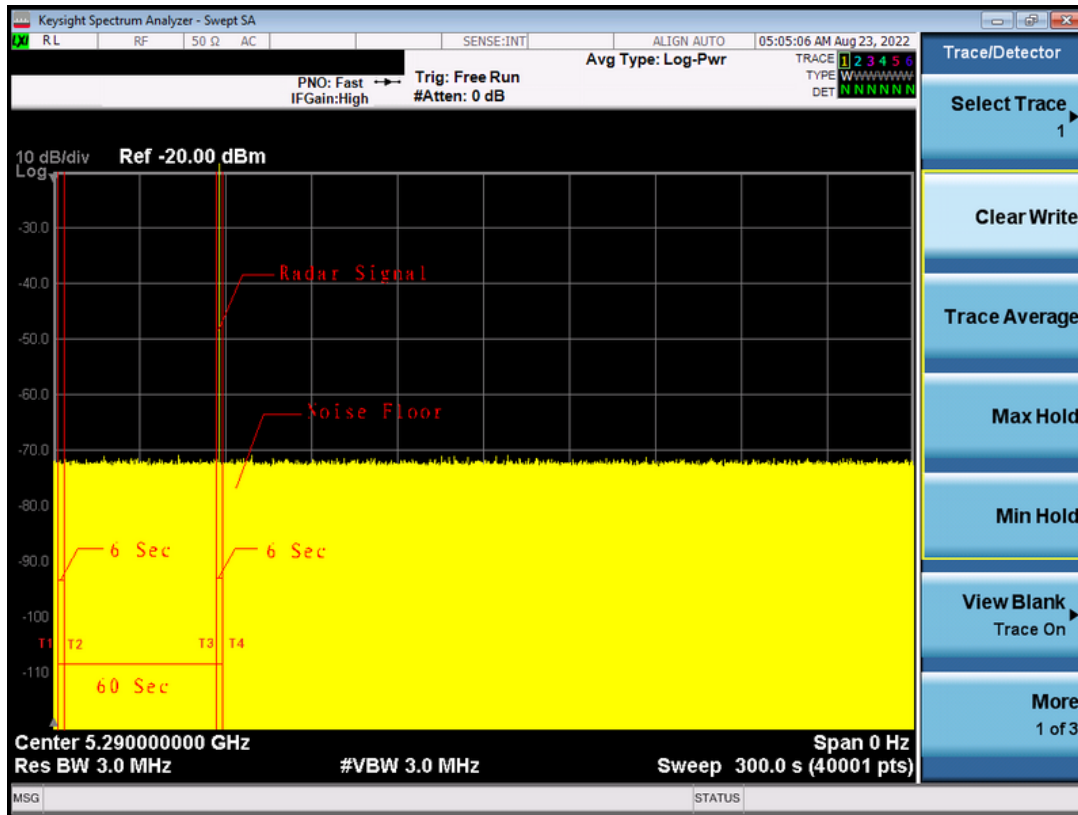 Keysight Spectrum Analyzer - Swept SA
LXI RL RF 50 Ω AC SENSE:INT ALIGN AUTO 05:05:06 AM Aug 23, 2022
PNO: Fast
IFGain:High
Trig: Free Run
#Atten: 0 dB
Avg Type: Log-Pwr
TRACE 1 2 3 4 5 6
TYPE W W W W W W
DET N N N N N N
10 dB/div Ref -20.00 dBm
Log
-30.0
-40.0
-50.0
-60.0
-70.0
-80.0
-90.0
-100
-110
Radar Signal
Noise Floor
6 Sec
6 Sec
T1 T2 T3 T4
60 Sec
Center 5.290000000 GHz Span 0 Hz
Res BW 3.0 MHz #VBW 3.0 MHz Sweep 300.0 s (40001 pts)
MSG STATUS
Trace/Detector
Select Trace
1
Clear Write
Trace Average
Max Hold
Min Hold
View Blank
Trace On
More
1 of 3